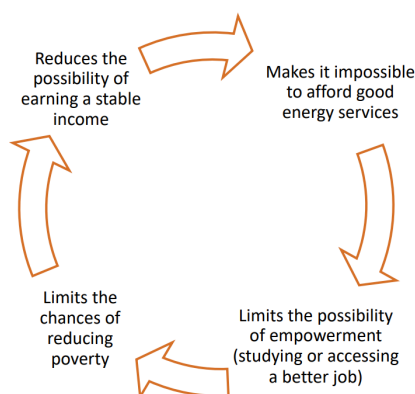 Reduces the
possibility of
earning a stable
income
Makes it impossible
to afford good
energy services
Limits the possibility
of empowerment
(studying or accessing
a better job)
Limits the
chances of
reducing
poverty